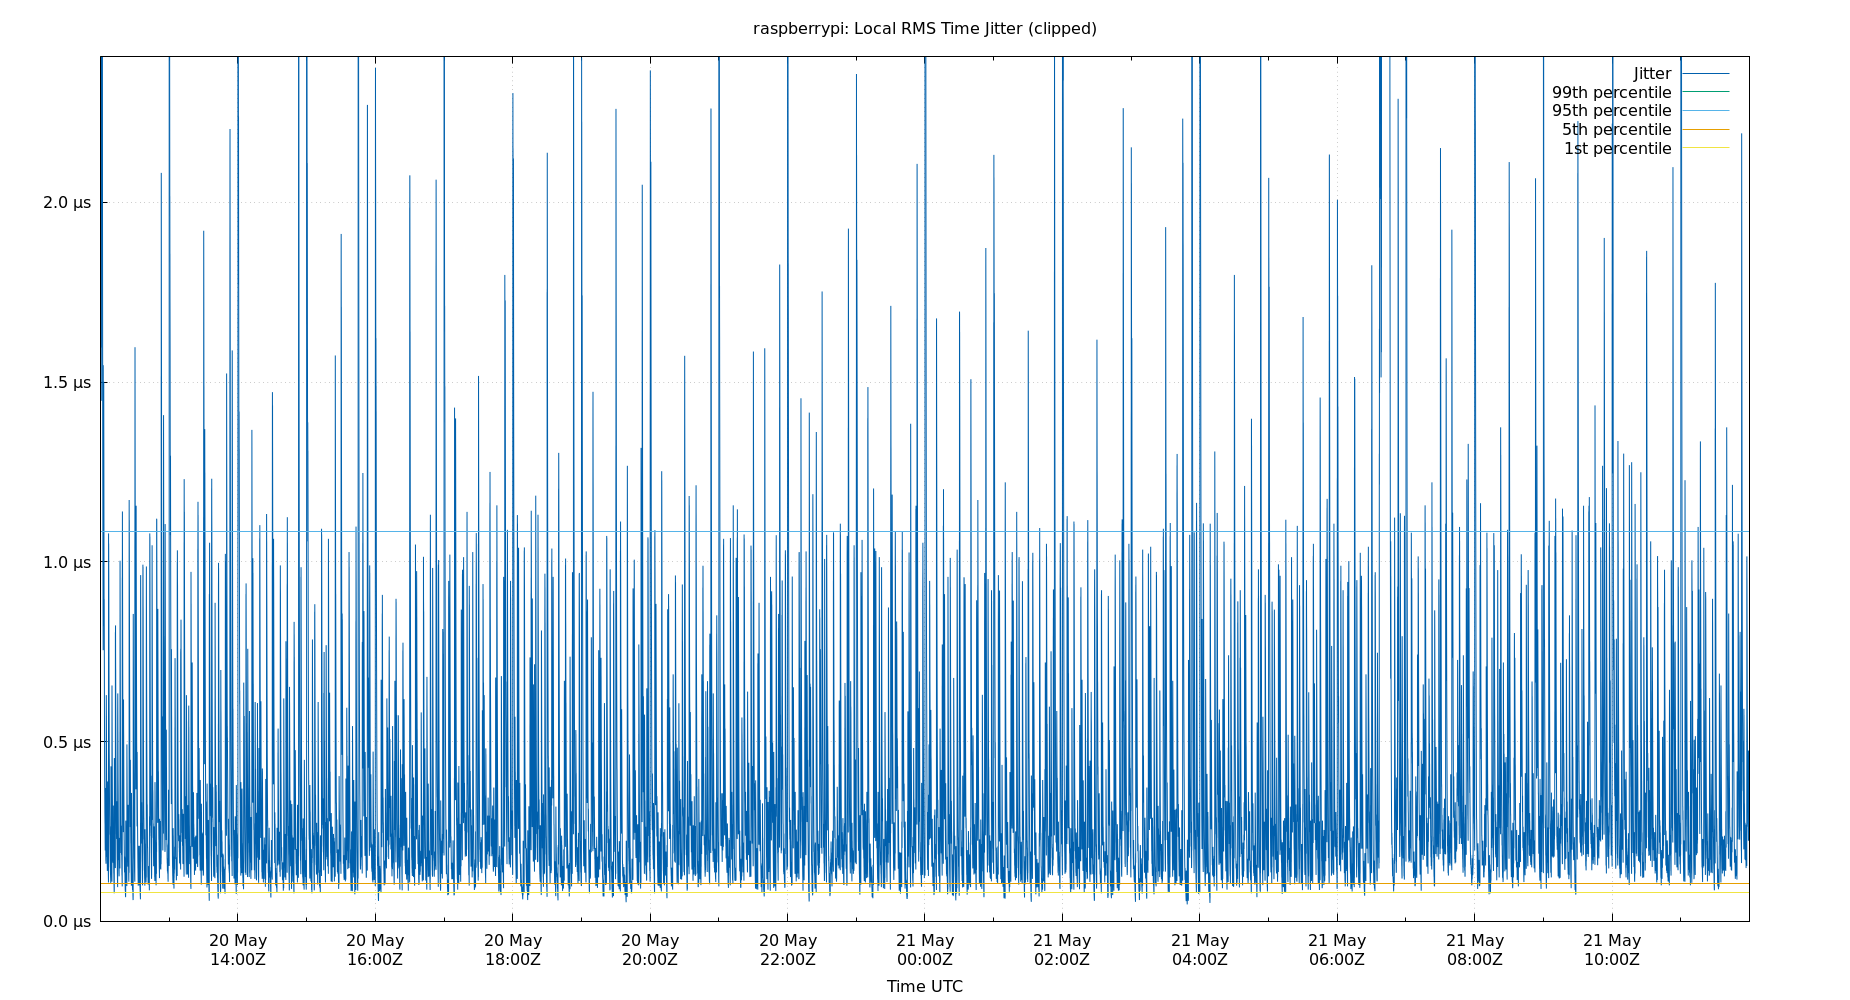 raspberrypi: Local RMS Time Jitter (clipped)
Jitter
99th percentile
95th percentile
5th percentile
1st percentile
2.0 µs
1.5 µs
1.0 µs
0.5 µs
0.0 µs
20 May 20 May 20 May 20 May 20 May 21 May 21 May 21 May 21 May 21 May 21 May
14:00Z 16:00Z 18:00Z 20:00Z 22:00Z 00:00Z 02:00Z 04:00Z 06:00Z 08:00Z 10:00Z
Time UTC